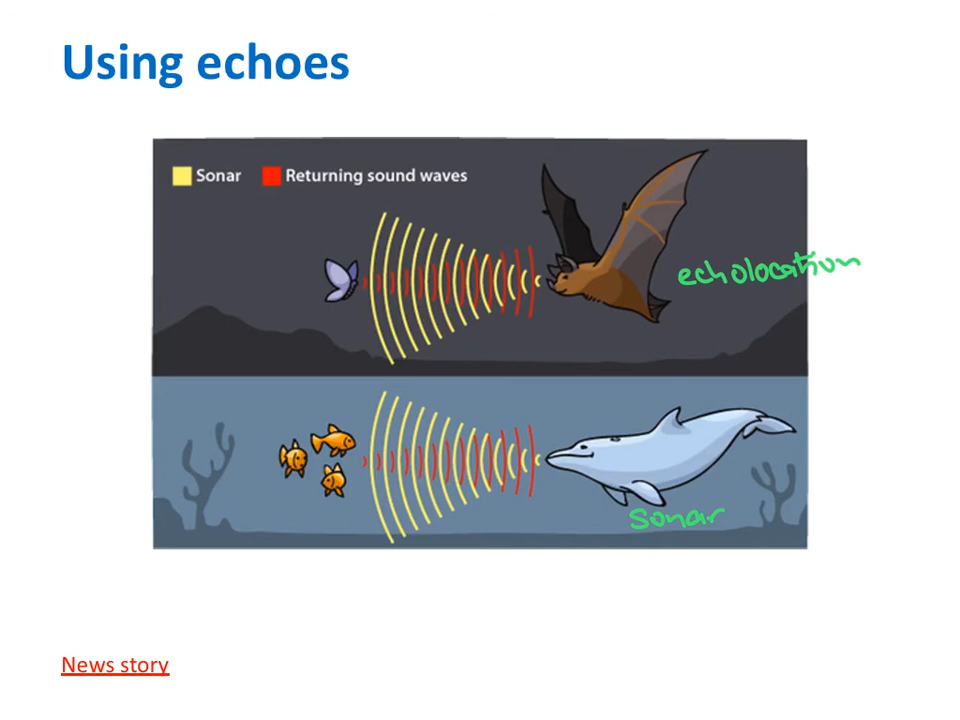 Using echoes
Sonar Returning sound waves
echolocation
sonar
News story